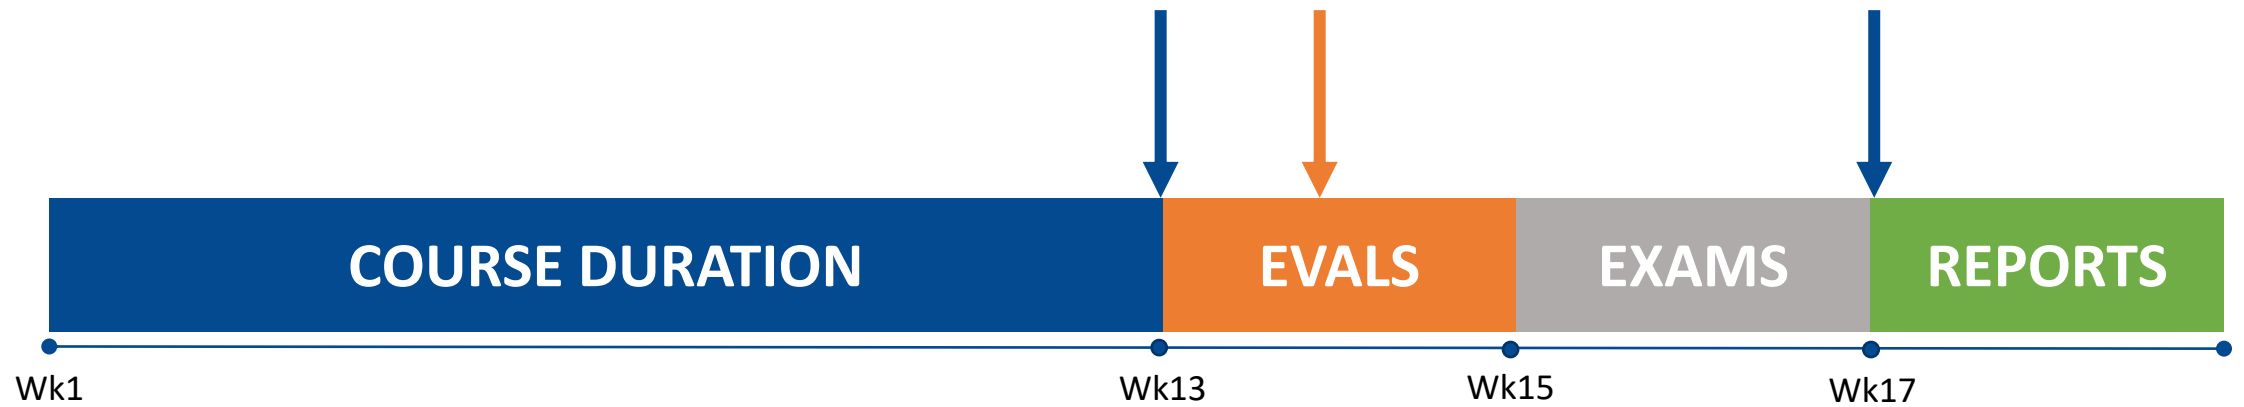 COURSE DURATION EVALS EXAMS REPORTS
Wk1 Wk13 Wk15 Wk17